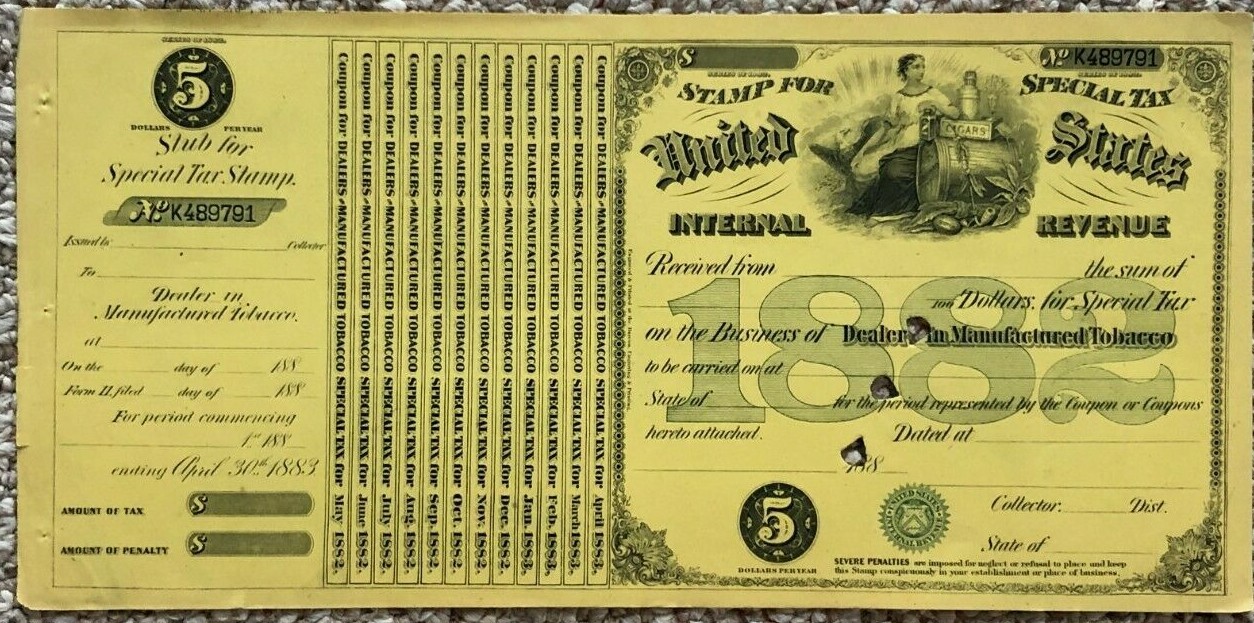 SERIES OF 1882.
5
DOLLARS PER YEAR
Stub for
Special Tax Stamp.
No K489791
Issued by Collector
To
Dealer in
Manufactured Tobacco,
at
On the day of 188
Form 11, filed day of 188
For period commencing
1st 188
ending April 30th 1883
AMOUNT OF TAX $
AMOUNT OF PENALTY $
Coupon for DEALERS MANUFACTURED TOBACCO SPECIAL TAX for May 1882.
Coupon for DEALERS MANUFACTURED TOBACCO SPECIAL TAX for June 1882.
Coupon for DEALERS MANUFACTURED TOBACCO SPECIAL TAX for July 1882.
Coupon for DEALERS MANUFACTURED TOBACCO SPECIAL TAX for Aug. 1882.
Coupon for DEALERS MANUFACTURED TOBACCO SPECIAL TAX for Sep. 1882.
Coupon for DEALERS MANUFACTURED TOBACCO SPECIAL TAX for Oct. 1882.
Coupon for DEALERS MANUFACTURED TOBACCO SPECIAL TAX for Nov. 1882.
Coupon for DEALERS MANUFACTURED TOBACCO SPECIAL TAX for Dec. 1882.
Coupon for DEALERS MANUFACTURED TOBACCO SPECIAL TAX for Jan. 1883.
Coupon for DEALERS MANUFACTURED TOBACCO SPECIAL TAX for Feb. 1883.
Coupon for DEALERS MANUFACTURED TOBACCO SPECIAL TAX for March 1883.
Coupon for DEALERS MANUFACTURED TOBACCO SPECIAL TAX for April 1883.
$ No K489791
SERIES OF 1882. SERIES OF 1882.
STAMP FOR SPECIAL TAX
CIGARS
United States
INTERNAL REVENUE
1882
Received from the sum of
100 Dollars, for Special Tax
on the Business of Dealer in Manufactured Tobacco
to be carried on at
State of for the period represented by the Coupon or Coupons
hereto attached. Dated at
188
5
DOLLARS PER YEAR
UNITED STATES INTERNAL REVENUE
Collector. Dist.
State of
SEVERE PENALTIES are imposed for neglect or refusal to place and keep
this Stamp conspicuously in your establishment or place of business.